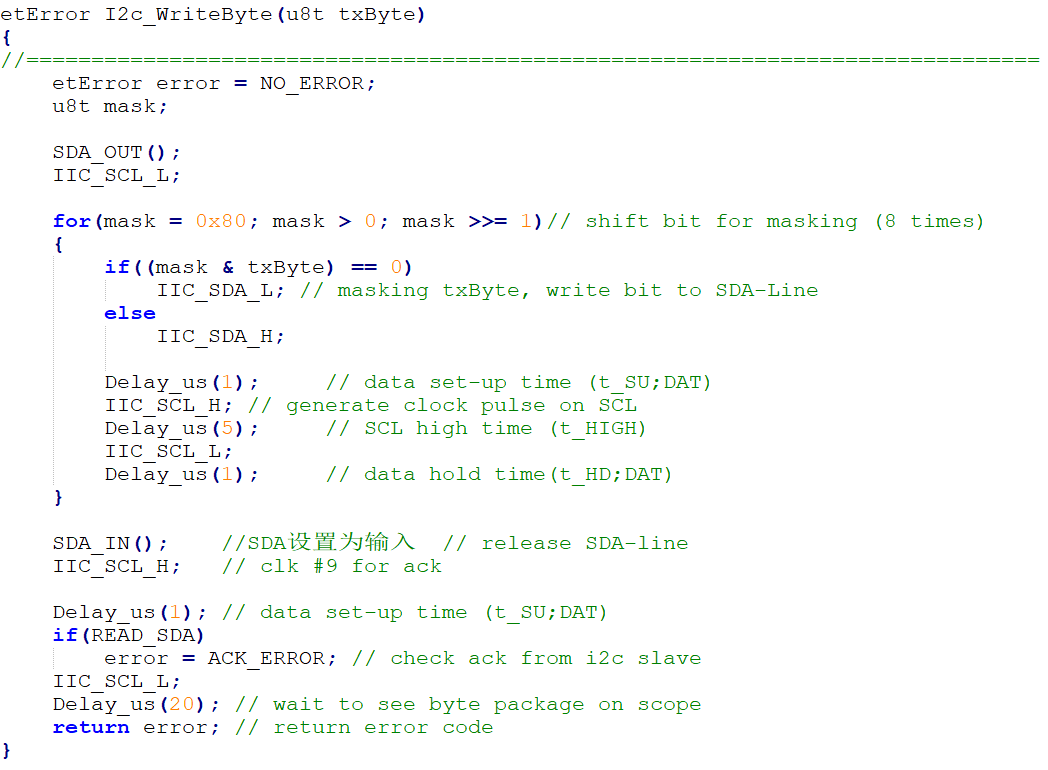 etError I2c_WriteByte(u8t txByte)
{
//==============================================================================
    etError error = NO_ERROR;
    u8t mask;

    SDA_OUT();
    IIC_SCL_L;

    for(mask = 0x80; mask > 0; mask >>= 1)// shift bit for masking (8 times)
    {
        if((mask & txByte) == 0)
            IIC_SDA_L; // masking txByte, write bit to SDA-Line
        else
            IIC_SDA_H;

        Delay_us(1);     // data set-up time (t_SU;DAT)
        IIC_SCL_H; // generate clock pulse on SCL
        Delay_us(5);     // SCL high time (t_HIGH)
        IIC_SCL_L;
        Delay_us(1);     // data hold time(t_HD;DAT)
    }

    SDA_IN();    //SDA设置为输入  // release SDA-line
    IIC_SCL_H;   // clk #9 for ack

    Delay_us(1); // data set-up time (t_SU;DAT)
    if(READ_SDA)
        error = ACK_ERROR; // check ack from i2c slave
    IIC_SCL_L;
    Delay_us(20); // wait to see byte package on scope
    return error; // return error code
}